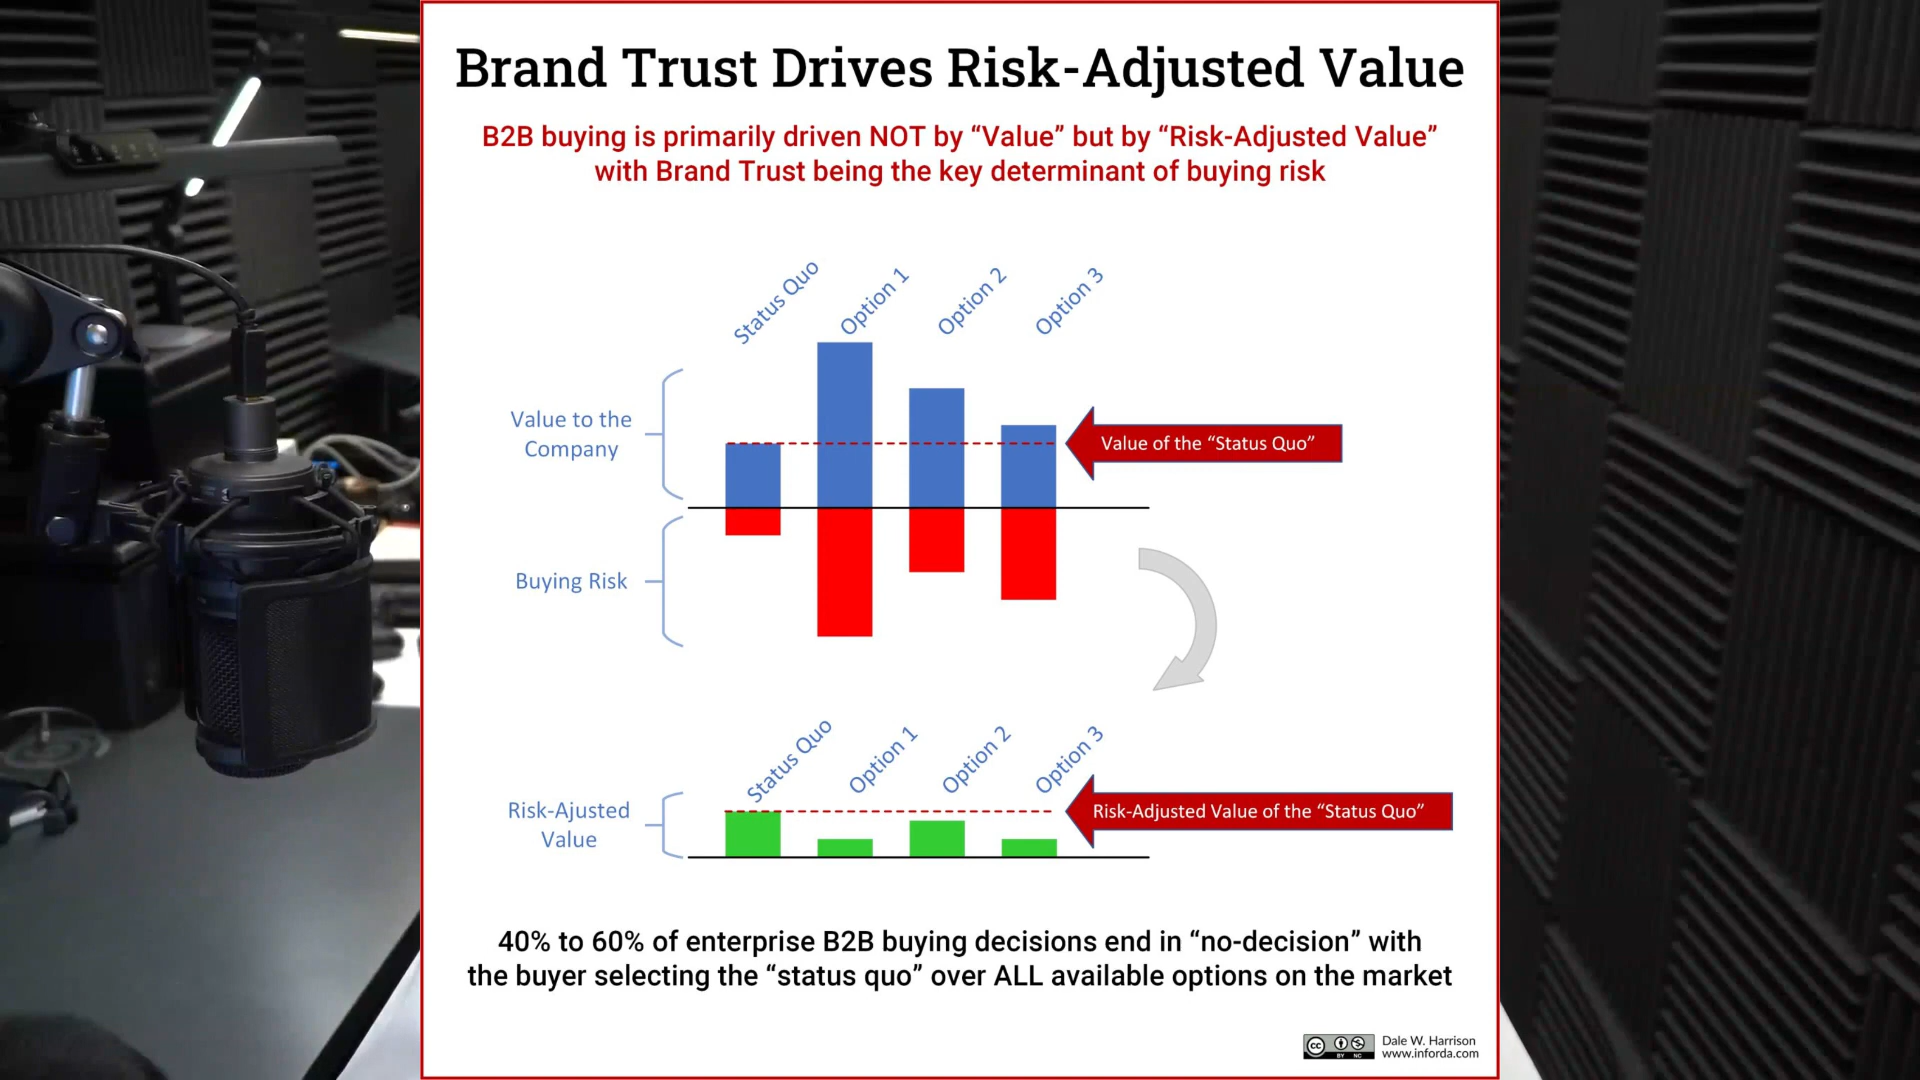 Brand Trust Drives Risk-Adjusted Value
B2B buying is primarily driven NOT by “Value” but by “Risk-Adjusted Value”
with Brand Trust being the key determinant of buying risk
Status Quo
Option 1
Option 2
Option 3
Value to the
Company
Value of the “Status Quo”
Buying Risk
Status Quo
Option 1
Option 2
Option 3
Risk-Ajusted
Value
Risk-Adjusted Value of the “Status Quo”
40% to 60% of enterprise B2B buying decisions end in “no-decision” with
the buyer selecting the “status quo” over ALL available options on the market
cc
BY NC
Dale W. Harrison
www.inforda.com